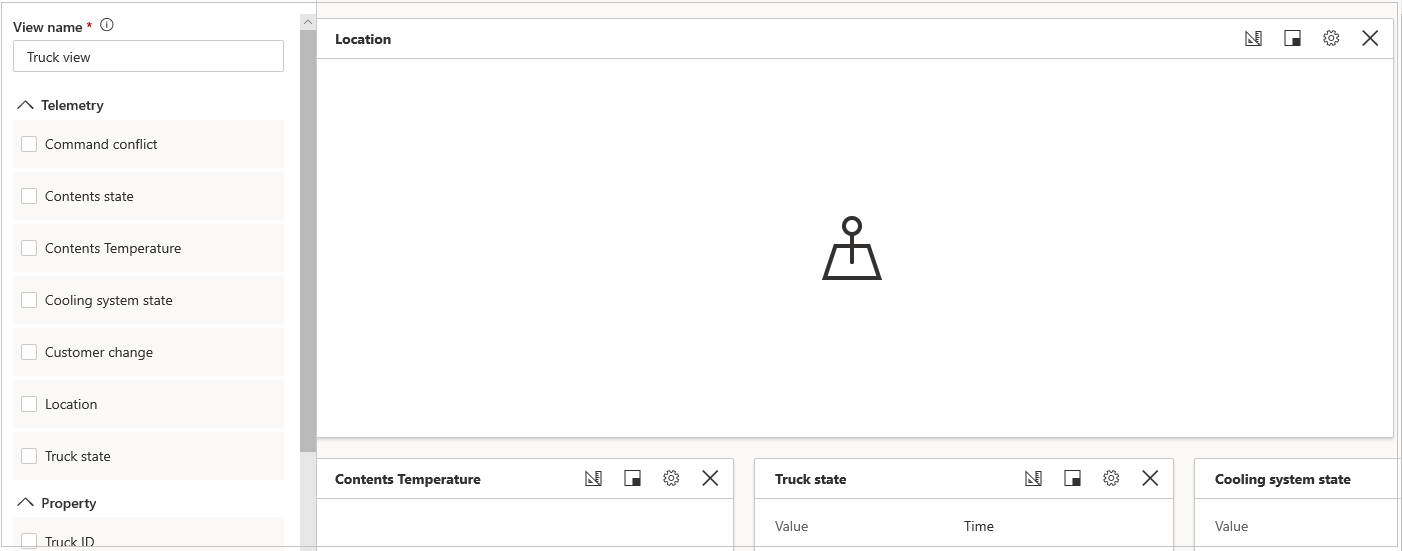 View name *
Truck view
Telemetry
Command conflict
Contents state
Contents Temperature
Cooling system state
Customer change
Location
Truck state
Property
Truck ID
Location
Contents Temperature
Truck state
Value Time
Cooling system state
Value